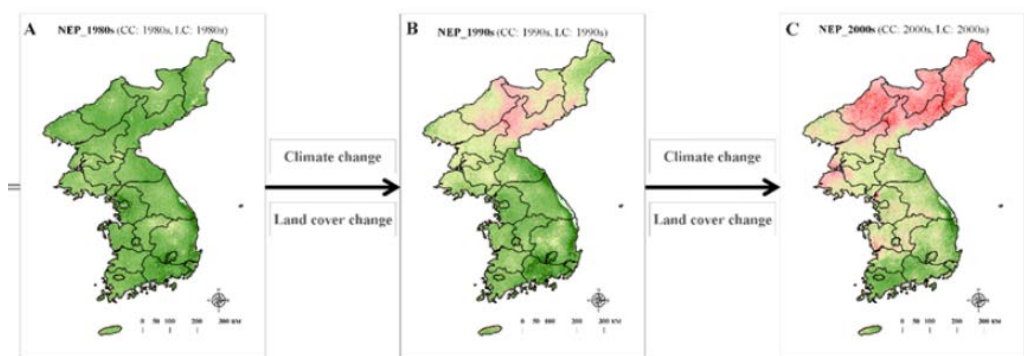 A NEP_1980s (CC: 1980s, LC: 1980s)
B NEP_1990s (CC: 1990s, LC: 1990s)
C NEP_2000s (CC: 2000s, LC: 2000s)
Climate change
Land cover change
Climate change
Land cover change
0 50 100 200 300 KM
0 50 100 200 300 KM
0 50 100 200 300 KM